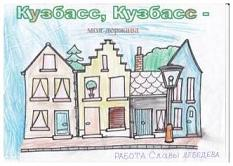 Кузбасс, Кузбасс -
моя держава
РАБОТА СЛАВЫ ЛЕБЕДЕВА